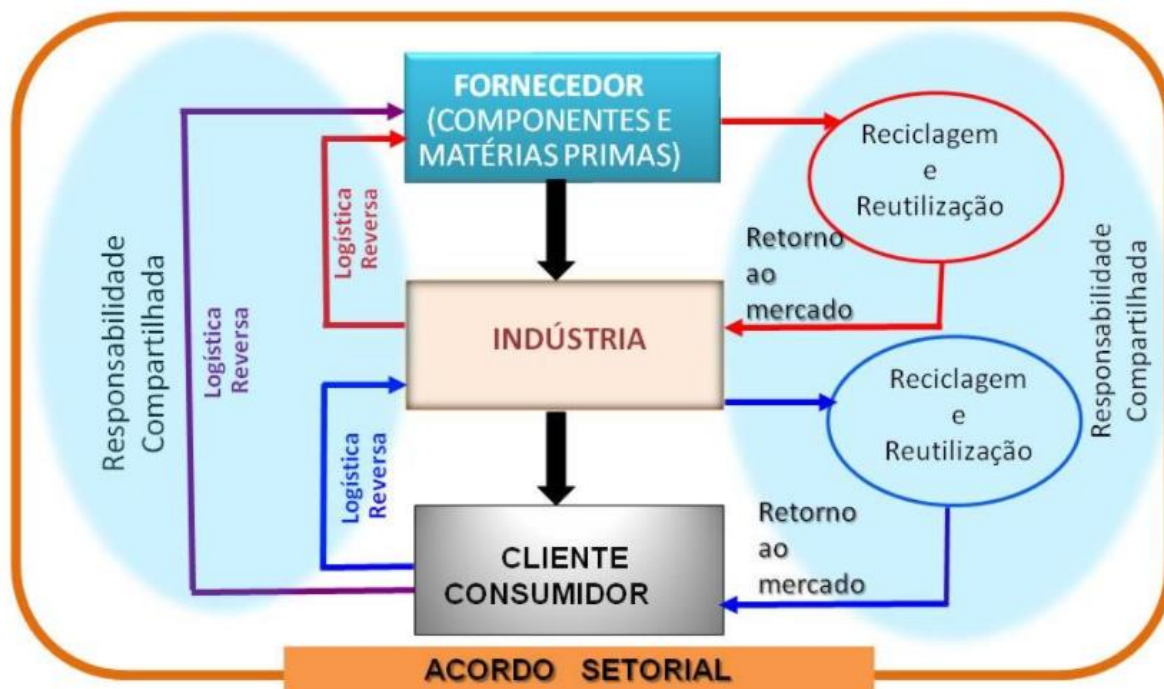 FORNECEDOR
(COMPONENTES E
MATÉRIAS PRIMAS)
Reciclagem
e
Reutilização
Logística
Reversa
Retorno
ao
mercado
Responsabilidade
Compartilhada
Logística
Reversa
INDÚSTRIA
Responsabilidade
Compartilhada
Reciclagem
e
Reutilização
Logística
Reversa
Retorno
ao
mercado
CLIENTE
CONSUMIDOR
ACORDO SETORIAL